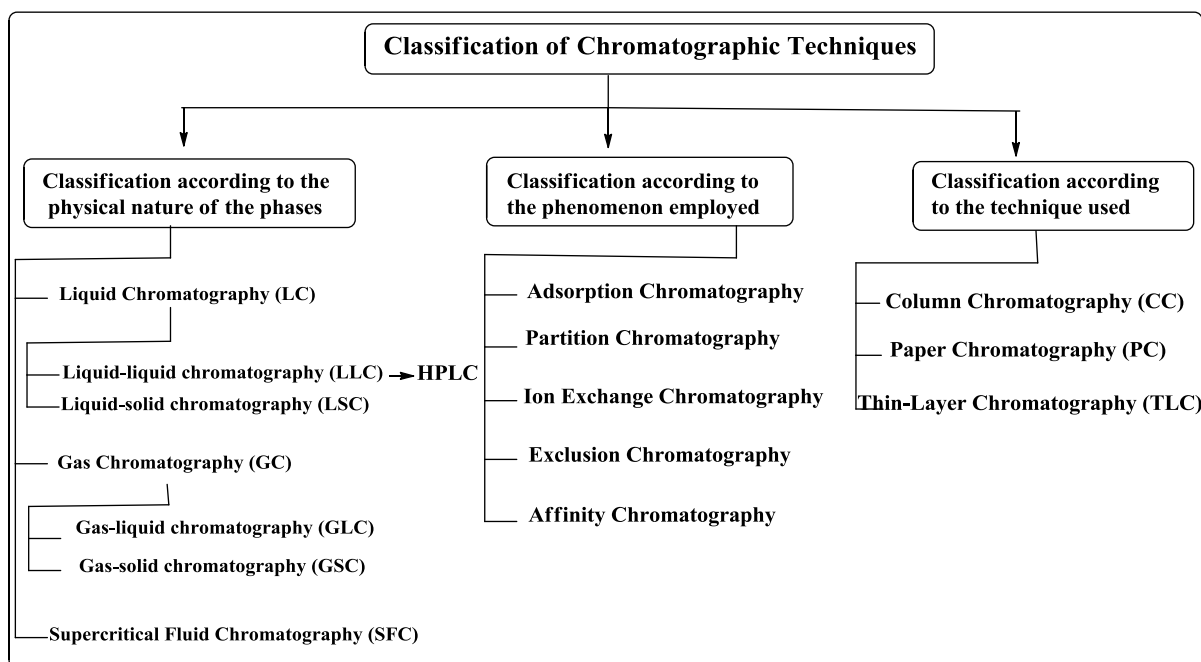 Classification of Chromatographic Techniques
Classification according to the
physical nature of the phases
Liquid Chromatography (LC)
Liquid-liquid chromatography (LLC)
HPLC
Liquid-solid chromatography (LSC)
Gas Chromatography (GC)
Gas-liquid chromatography (GLC)
Gas-solid chromatography (GSC)
Supercritical Fluid Chromatography (SFC)
Classification according to
the phenomenon employed
Adsorption Chromatography
Partition Chromatography
Ion Exchange Chromatography
Exclusion Chromatography
Affinity Chromatography
Classification according
to the technique used
Column Chromatography (CC)
Paper Chromatography (PC)
Thin-Layer Chromatography (TLC)